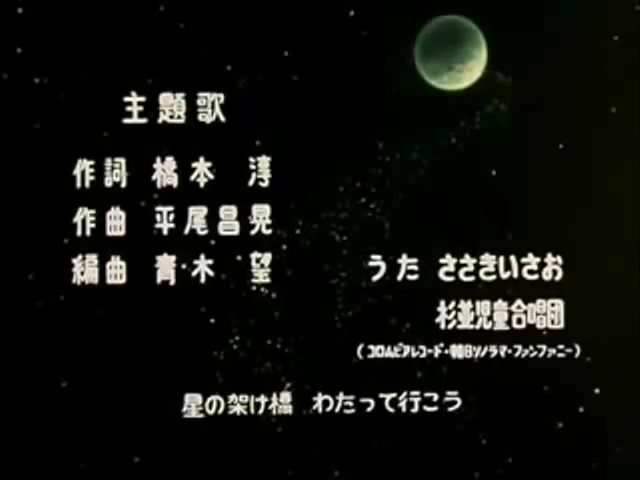 主題歌
作詞 橋本 淳
作曲 平尾昌晃
編曲 青木 望
うた ささきいさお
杉並児童合唱団
(コロムビアレコード・朝日ソノラマ・ファンファニー)
星の架け橋 わたって行こう